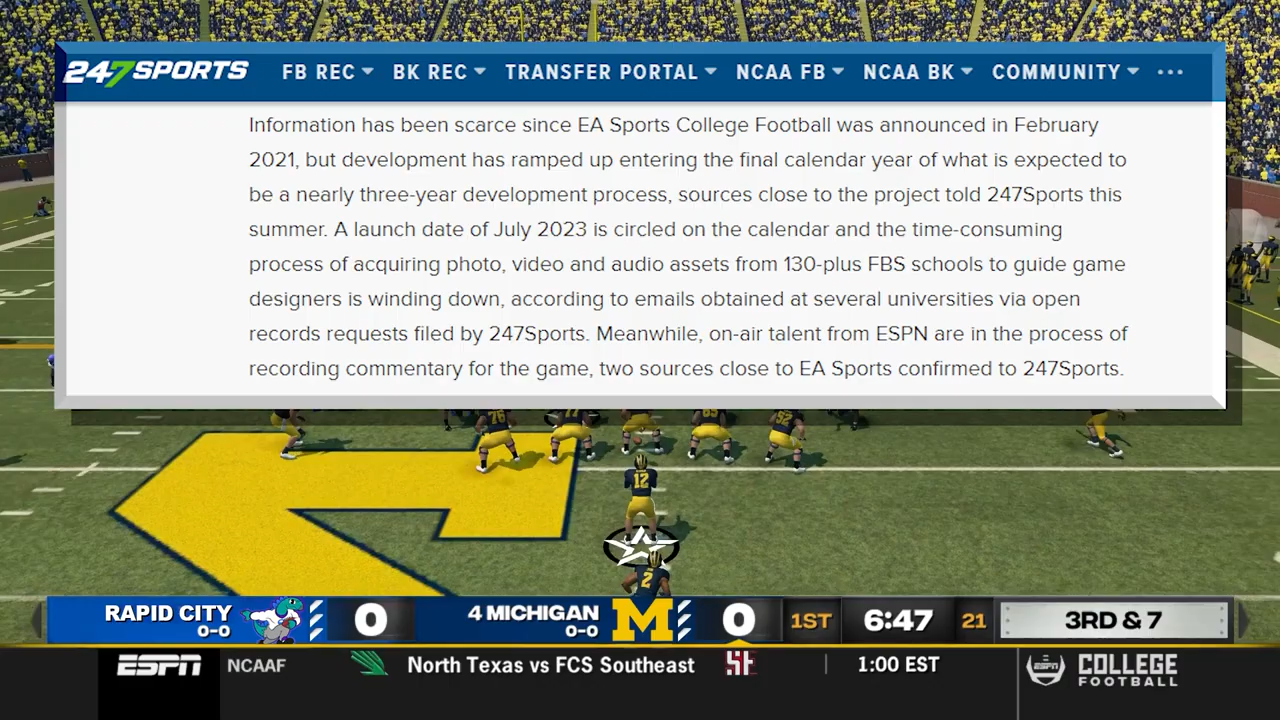 247SPORTS FB REC BK REC TRANSFER PORTAL NCAA FB NCAA BK COMMUNITY ...
Information has been scarce since EA Sports College Football was announced in February
2021, but development has ramped up entering the final calendar year of what is expected to
be a nearly three-year development process, sources close to the project told 247Sports this
summer. A launch date of July 2023 is circled on the calendar and the time-consuming
process of acquiring photo, video and audio assets from 130-plus FBS schools to guide game
designers is winding down, according to emails obtained at several universities via open
records requests filed by 247Sports. Meanwhile, on-air talent from ESPN are in the process of
recording commentary for the game, two sources close to EA Sports confirmed to 247Sports.
76 77 65 52
12
2
RAPID CITY 0-0 0 4 MICHIGAN 0-0 M 0 1ST 6:47 21 3RD & 7
ESPN NCAAF North Texas vs FCS Southeast SE 1:00 EST ESPN COLLEGE FOOTBALL